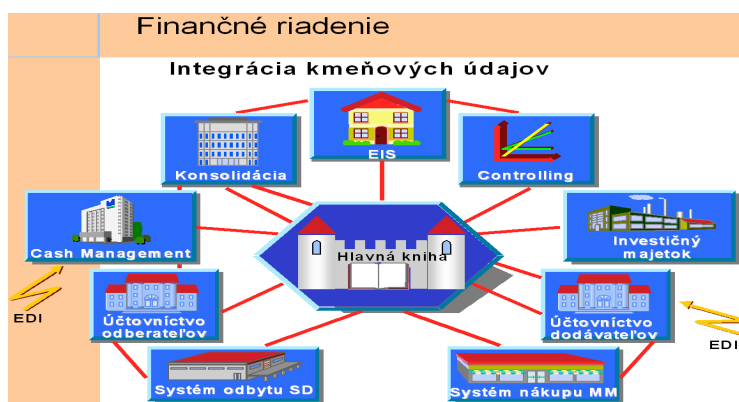 Finančné riadenie
Integrácia kmeňových údajov
EIS
Konsolidácia
Controlling
Cash Management
Hlavná kniha
Investičný
majetok
EDI
Účtovníctvo
odberateľov
Účtovníctvo
dodávateľov
EDI
Systém odbytu SD
Systém nákupu MM